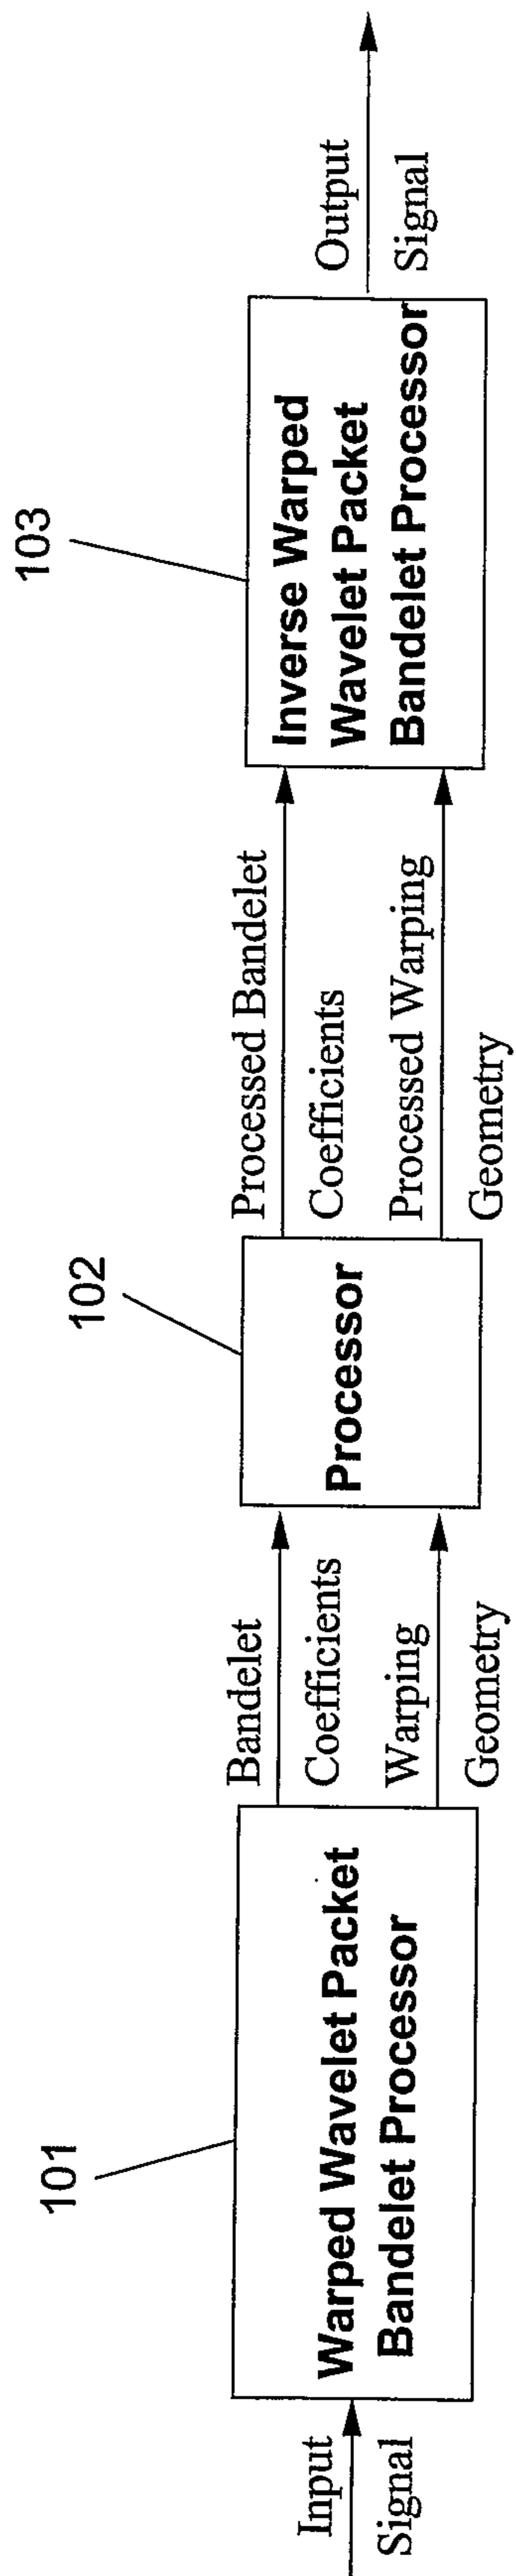 101
102
103
Input
Signal
Warped Wavelet Packet
Bandelet Processor
Bandelet
Coefficients
Warping
Geometry
Processor
Processed Bandelet
Coefficients
Processed Warping
Geometry
Inverse Warped
Wavelet Packet
Bandelet Processor
Output
Signal